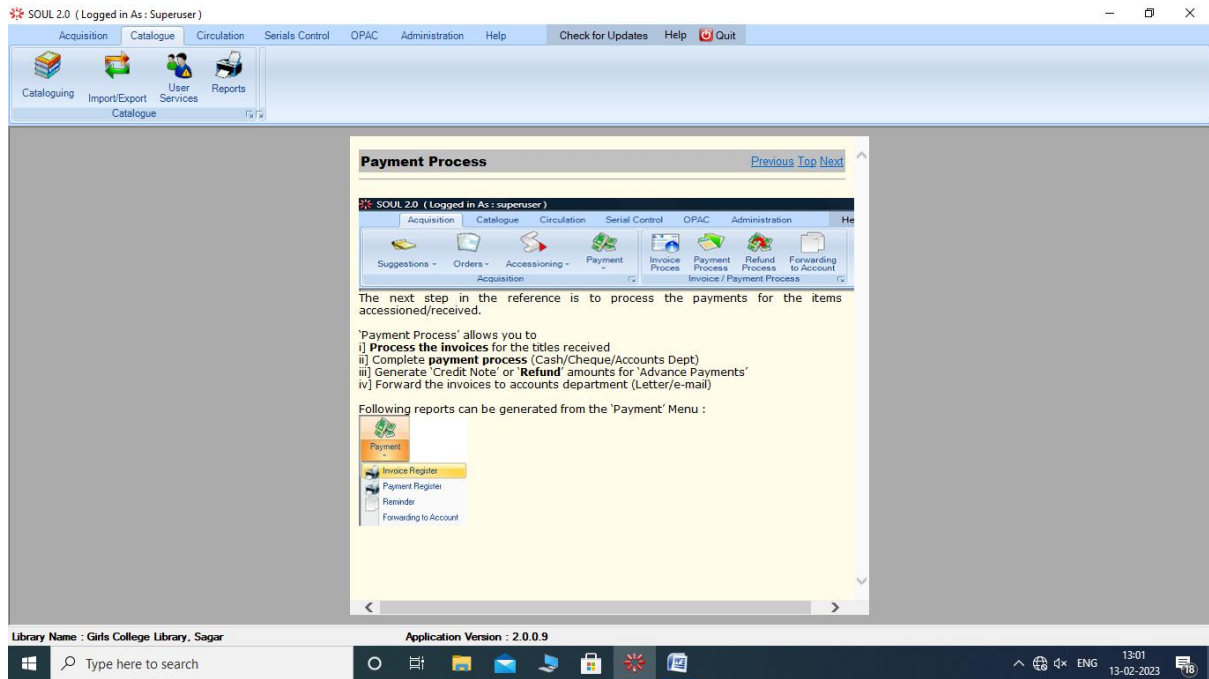 SOUL 2.0 ( Logged in As : Superuser )
Acquisition Catalogue Circulation Serials Control OPAC Administration Help Check for Updates Help Quit
Cataloguing Import/Export User Services Reports
Catalogue
Payment Process Previous Top Next
SOUL 2.0 ( Logged in As : superuser )
Acquisition Catalogue Circulation Serial Control OPAC Administration He
Suggestions Orders Accessioning Payment Invoice Proces Payment Process Refund Process Forwarding to Account
Acquisition Invoice / Payment Process
The next step in the reference is to process the payments for the items
accessioned/received.
‘Payment Process’ allows you to
i] Process the invoices for the titles received
ii] Complete payment process (Cash/Cheque/Accounts Dept)
iii] Generate ‘Credit Note’ or ‘Refund’ amounts for ‘Advance Payments’
iv] Forward the invoices to accounts department (Letter/e-mail)
Following reports can be generated from the ‘Payment’ Menu :
Payment
Invoice Register
Payment Register
Reminder
Forwarding to Account
Library Name : Girls College Library, Sagar Application Version : 2.0.0.9
Type here to search ENG 13:01
13-02-2023 18